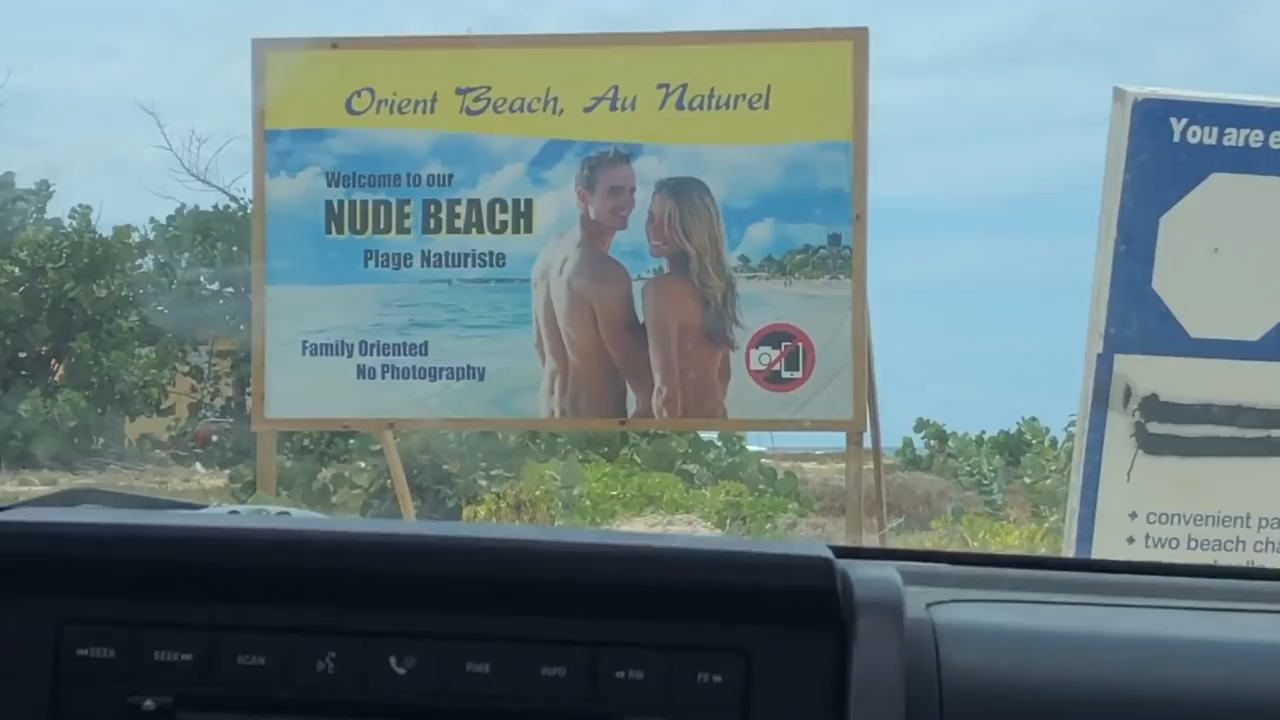 Orient Beach, Au Naturel
Welcome to our
NUDE BEACH
Plage Naturiste
Family Oriented
No Photography
You are
convenient
two beach
SEEK
SEEK
SCAN
INFO